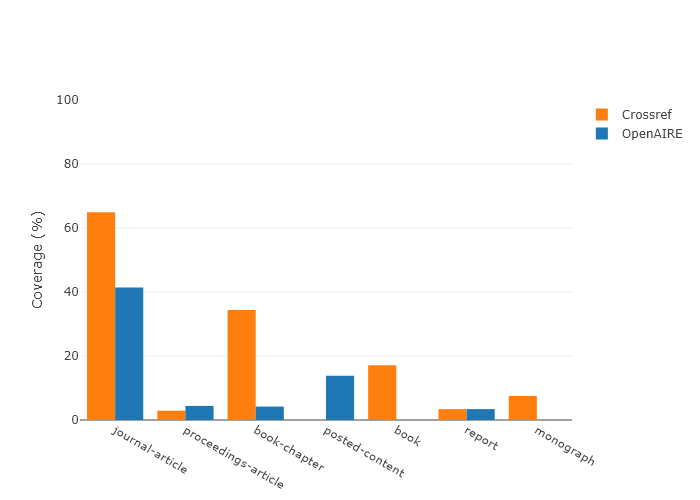 100
80
60
40
20
0
Coverage (%)
journal-article
proceedings-article
book-chapter
posted-content
book
report
monograph
Crossref
OpenAIRE